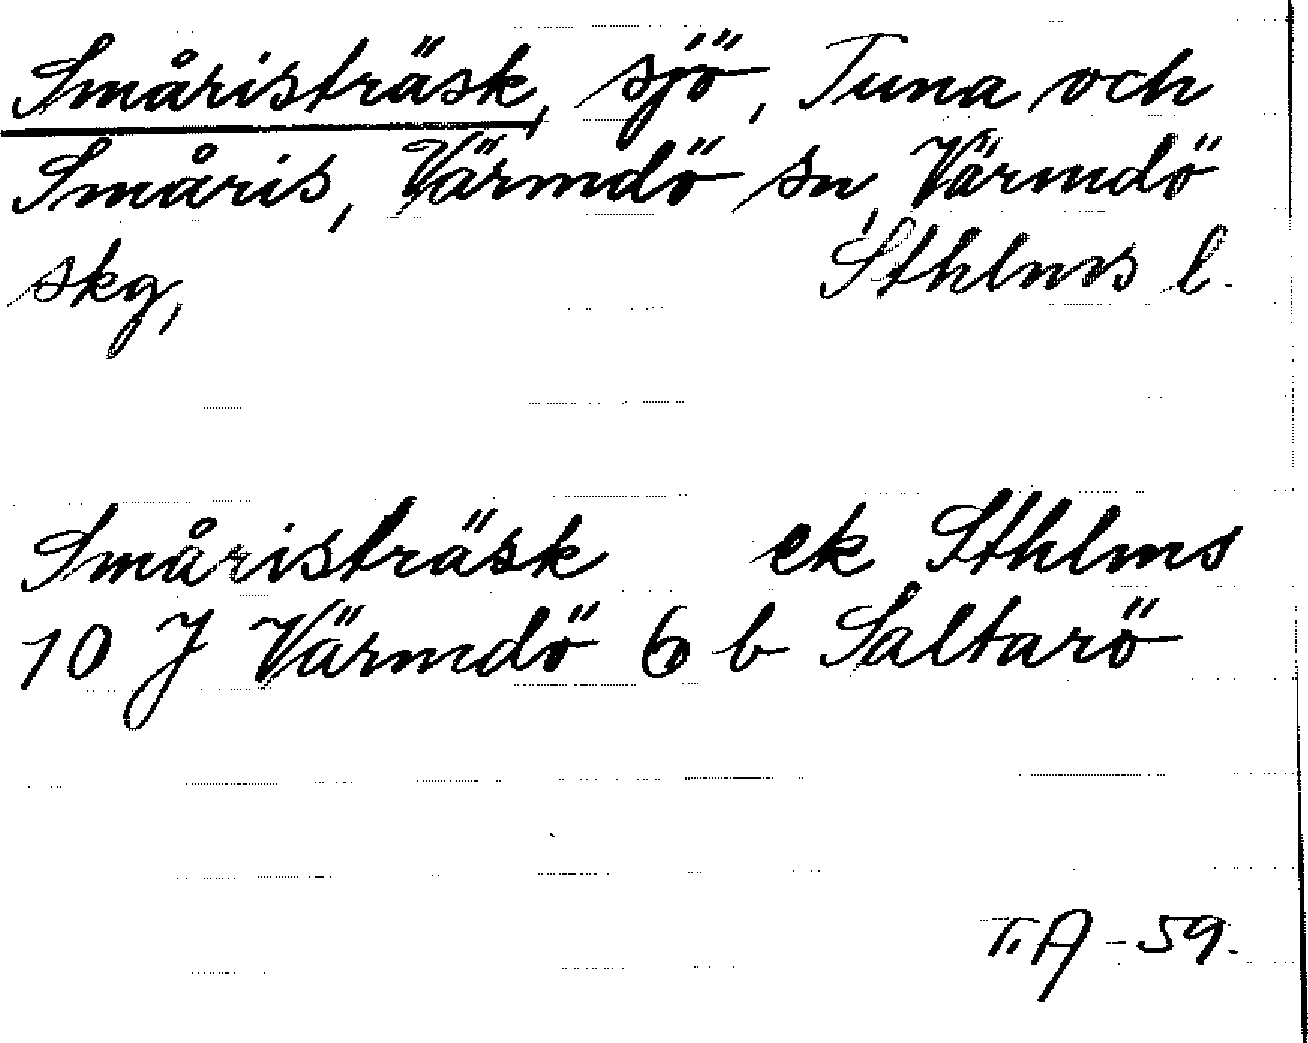 Småristräsk, sjö, Tuna och
Småris, Värmdö sn, Värmdö
skg, Sthlms l.
Småristräsk ek Sthlms
10 J Värmdö 6 b Saltarö
T.A -59.